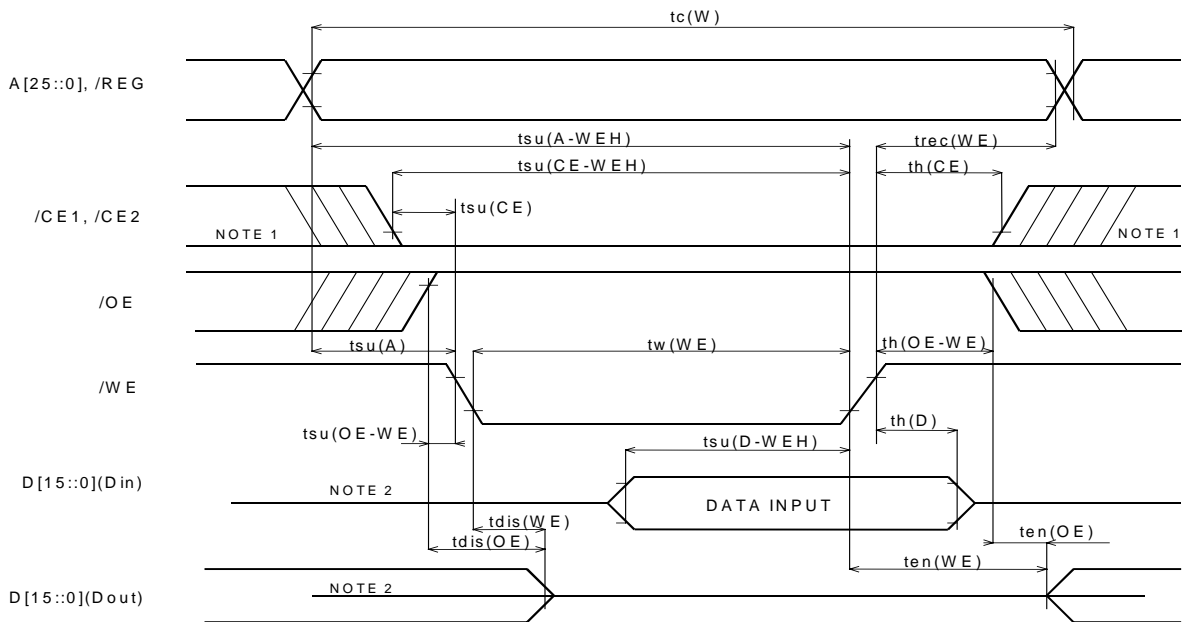 tc(W)
A[25::0], /REG
tsu(A-WEH)
trec(WE)
tsu(CE-WEH)
th(CE)
/CE1, /CE2
tsu(CE)
NOTE 1
NOTE 1
/OE
tsu(A)
tw(WE)
th(OE-WE)
/WE
tsu(OE-WE)
th(D)
tsu(D-WEH)
D[15::0](Din)
NOTE 2
DATA INPUT
tdis(WE)
tdis(OE)
ten(OE)
ten(WE)
D[15::0](Dout)
NOTE 2